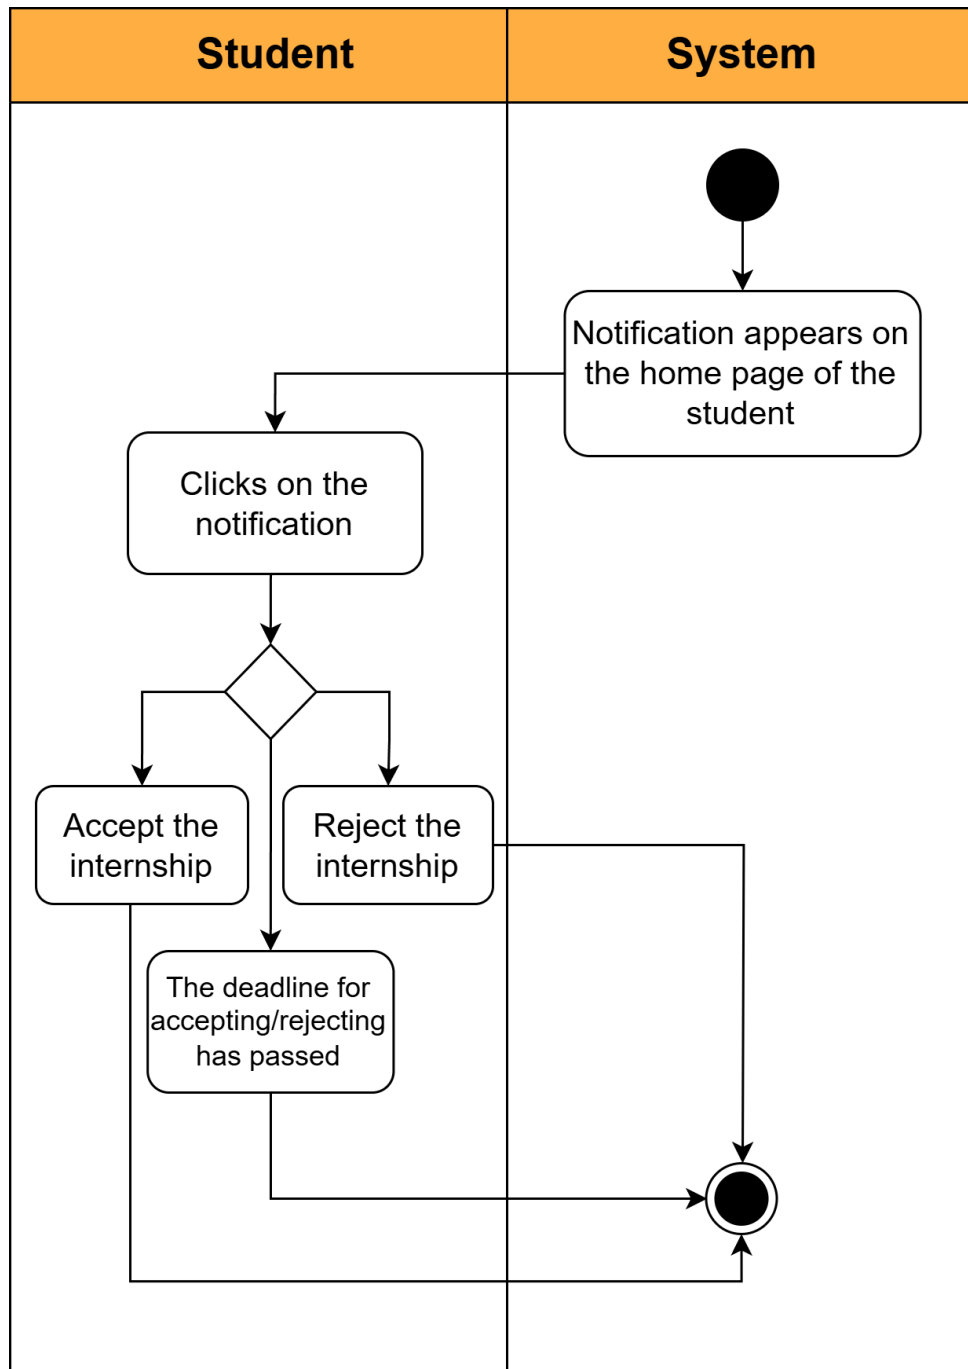 Student
System
Notification appears on
the home page of the
student
Clicks on the
notification
Accept the
internship
Reject the
internship
The deadline for
accepting/rejecting
has passed